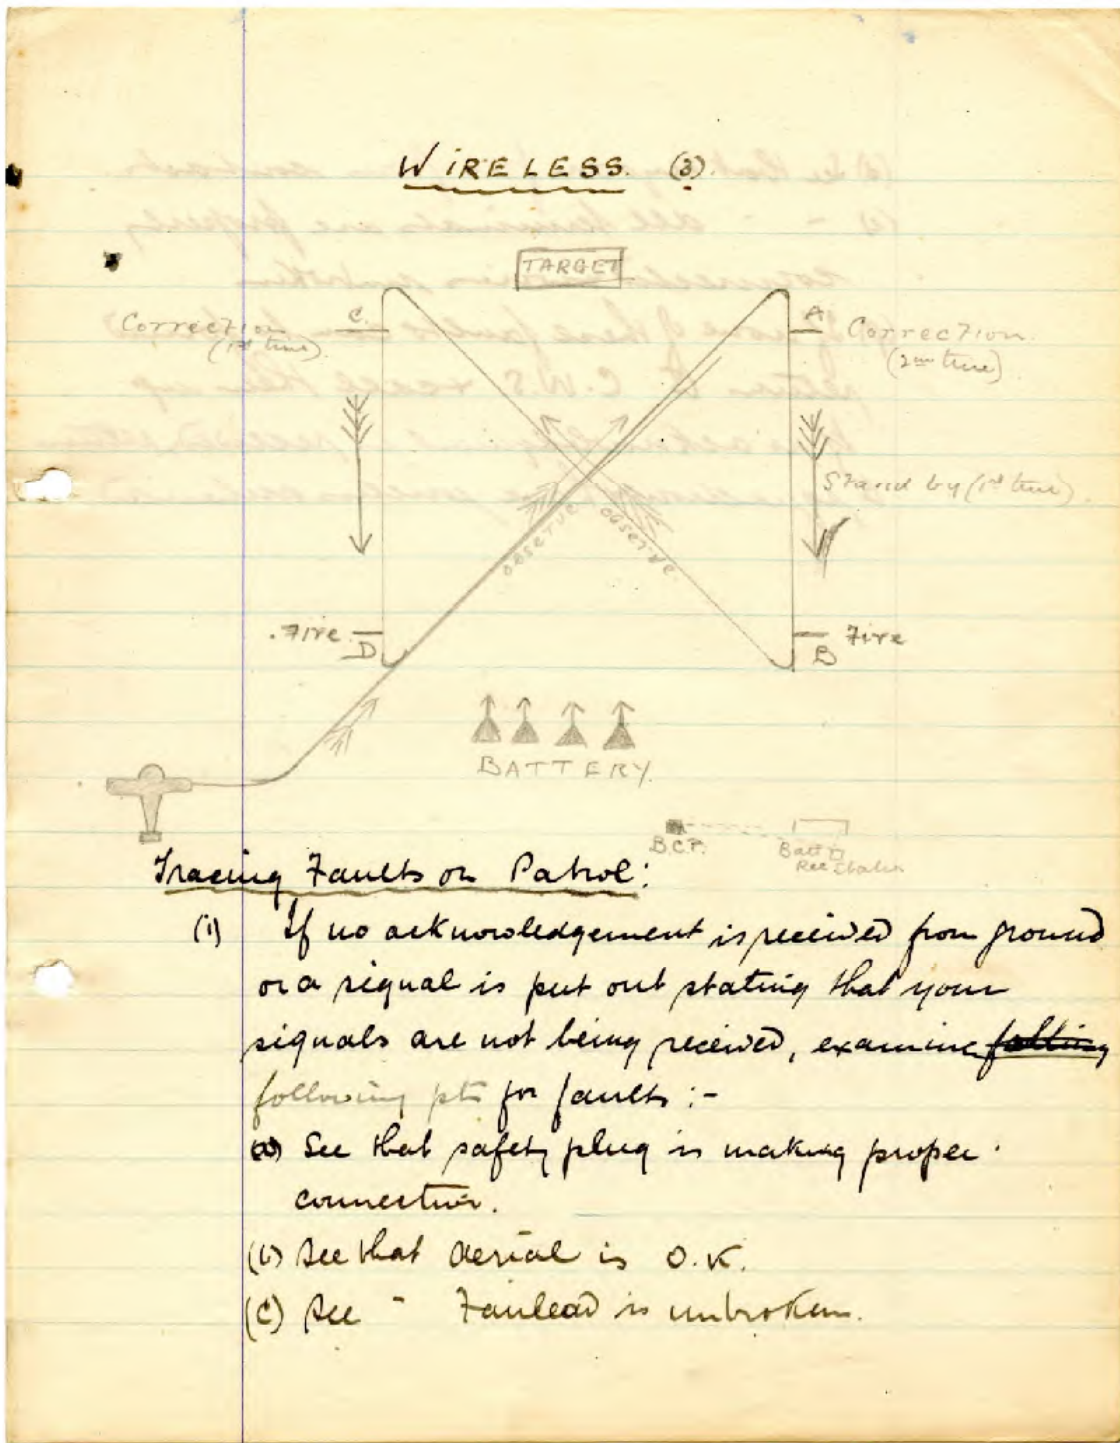 WIRELESS. (3).
TARGET
C.
A
Correction
(1st time).
Correction
(2nd time)
Stand by (1st time).
observe
observe.
Fire
D
Fire
B
BATTERY.
B.C.P.
Batty
Rec Station
Tracing Faults on Patrol:
(i) If no acknowledgement is received from ground
or a signal is put out stating that your
signals are not being received, examine
following pts for faults :-
(a) See that safety plug is making proper
connection.
(b) See that aerial is O.K.
(c) See " Fairlead is unbroken.